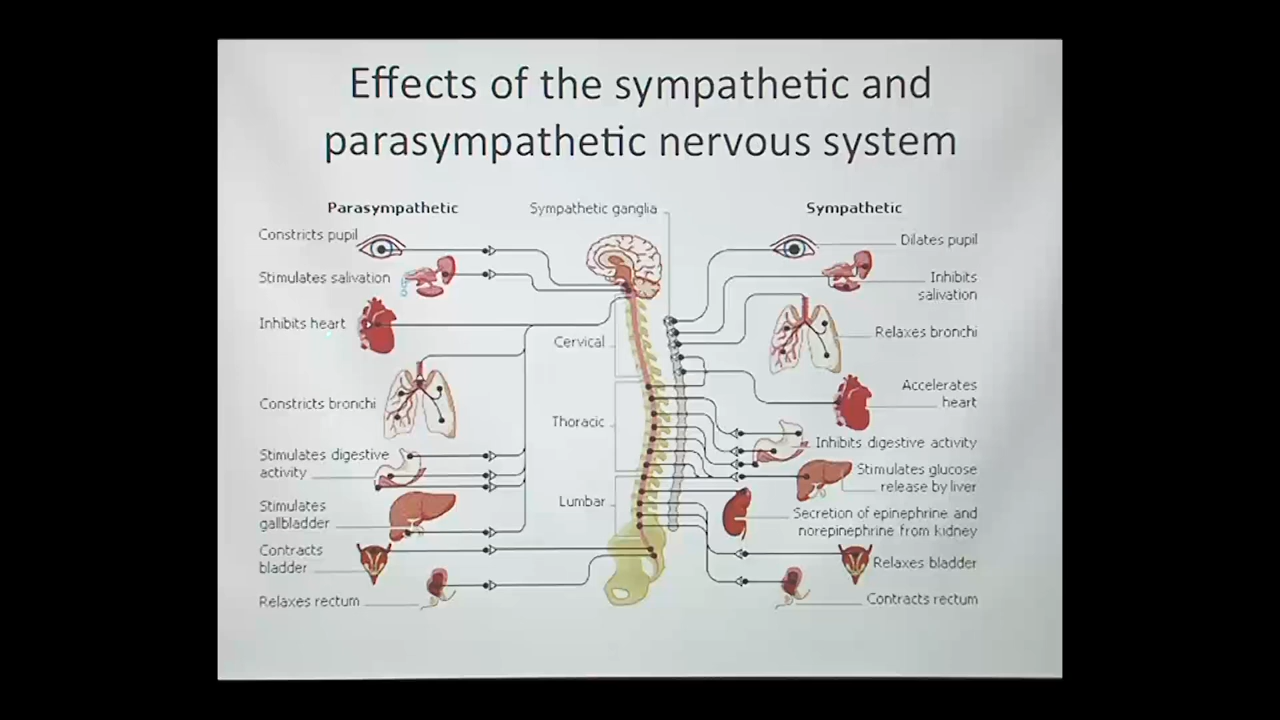 Effects of the sympathetic and
parasympathetic nervous system
Parasympathetic
Sympathetic ganglia
Sympathetic
Constricts pupil
Stimulates salivation
Inhibits heart
Constricts bronchi
Stimulates digestive
activity
Stimulates
gallbladder
Contracts
bladder
Relaxes rectum
Cervical
Thoracic
Lumbar
Dilates pupil
Inhibits
salivation
Relaxes bronchi
Accelerates
heart
Inhibits digestive activity
Stimulates glucose
release by liver
Secretion of epinephrine and
norepinephrine from kidney
Relaxes bladder
Contracts rectum